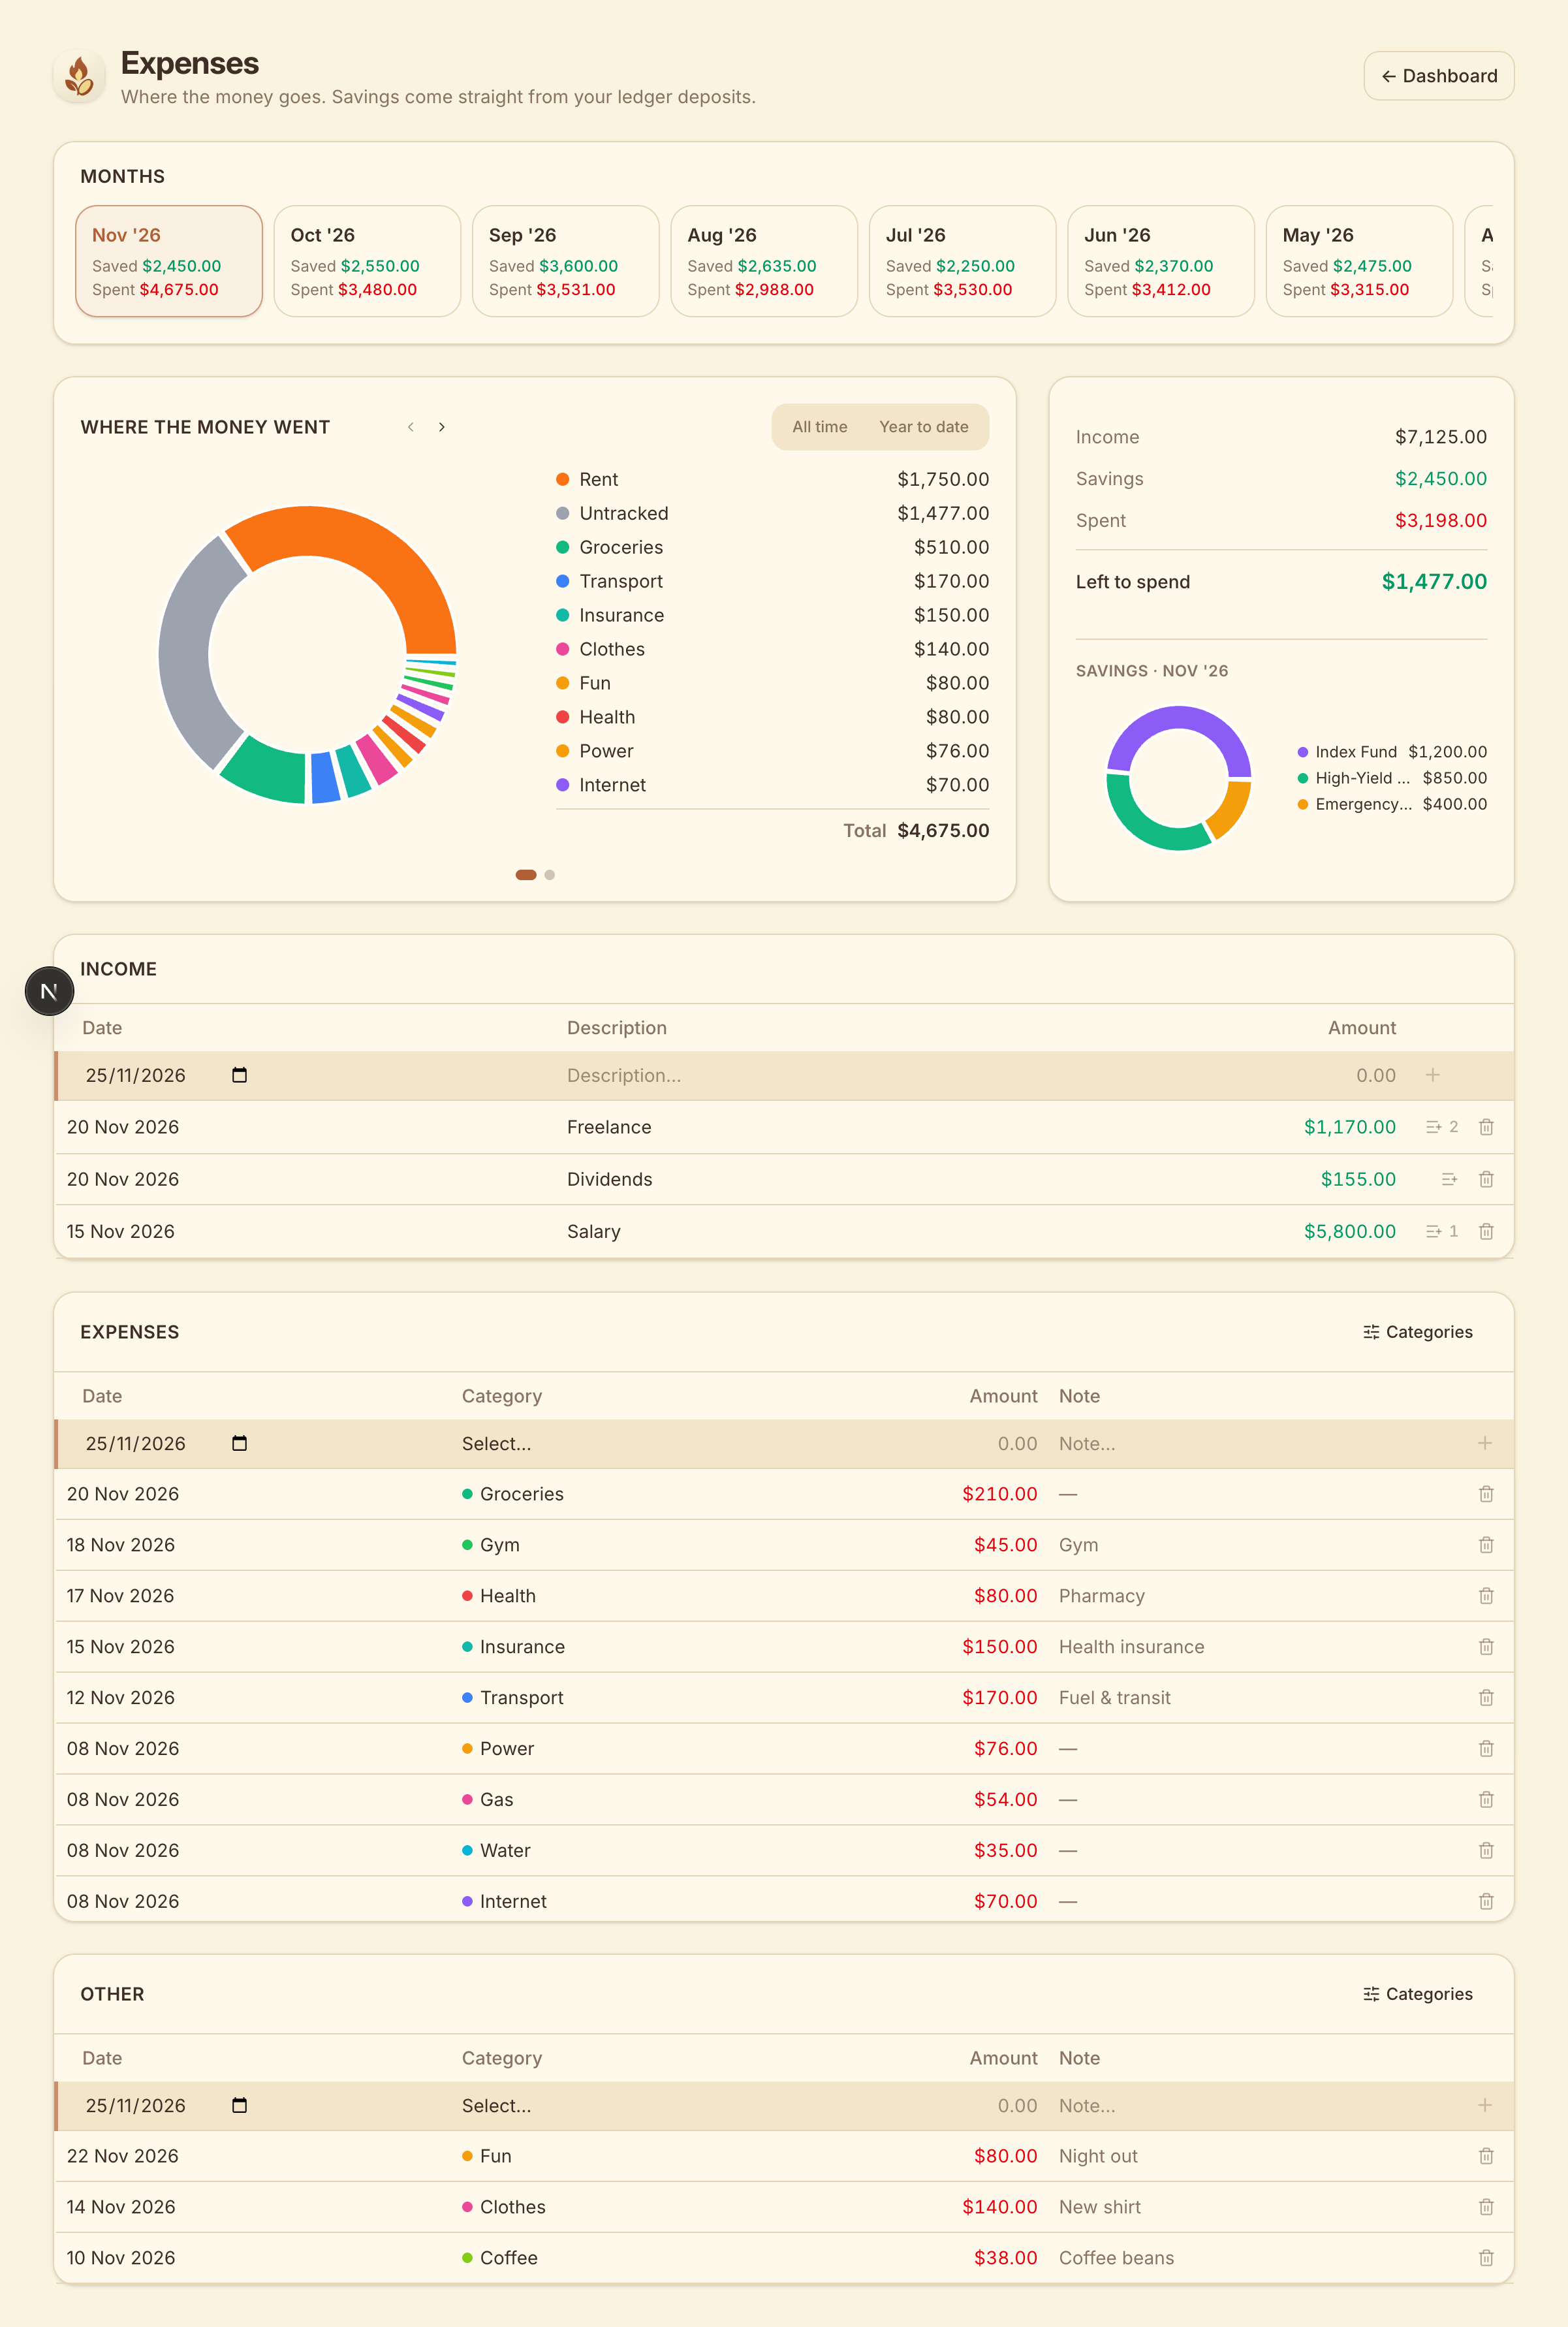 Expenses
Where the money goes. Savings come straight from your ledger deposits.
← Dashboard
MONTHS
Nov '26
Saved $2,450.00
Spent $4,675.00
Oct '26
Saved $2,550.00
Spent $3,480.00
Sep '26
Saved $3,600.00
Spent $3,531.00
Aug '26
Saved $2,635.00
Spent $2,988.00
Jul '26
Saved $2,250.00
Spent $3,530.00
Jun '26
Saved $2,370.00
Spent $3,412.00
May '26
Saved $2,475.00
Spent $3,315.00
WHERE THE MONEY WENT ‹ ›
All time Year to date
Rent $1,750.00
Untracked $1,477.00
Groceries $510.00
Transport $170.00
Insurance $150.00
Clothes $140.00
Fun $80.00
Health $80.00
Power $76.00
Internet $70.00
Total $4,675.00
Income $7,125.00
Savings $2,450.00
Spent $3,198.00
Left to spend $1,477.00
SAVINGS · NOV '26
Index Fund $1,200.00
High-Yield ... $850.00
Emergency... $400.00
N
INCOME
Date Description Amount
25/11/2026 Description... 0.00 +
20 Nov 2026 Freelance $1,170.00 2
20 Nov 2026 Dividends $155.00
15 Nov 2026 Salary $5,800.00 1
EXPENSES Categories
Date Category Amount Note
25/11/2026 Select... 0.00 Note... +
20 Nov 2026 Groceries $210.00 —
18 Nov 2026 Gym $45.00 Gym
17 Nov 2026 Health $80.00 Pharmacy
15 Nov 2026 Insurance $150.00 Health insurance
12 Nov 2026 Transport $170.00 Fuel & transit
08 Nov 2026 Power $76.00 —
08 Nov 2026 Gas $54.00 —
08 Nov 2026 Water $35.00 —
08 Nov 2026 Internet $70.00 —
OTHER Categories
Date Category Amount Note
25/11/2026 Select... 0.00 Note... +
22 Nov 2026 Fun $80.00 Night out
14 Nov 2026 Clothes $140.00 New shirt
10 Nov 2026 Coffee $38.00 Coffee beans